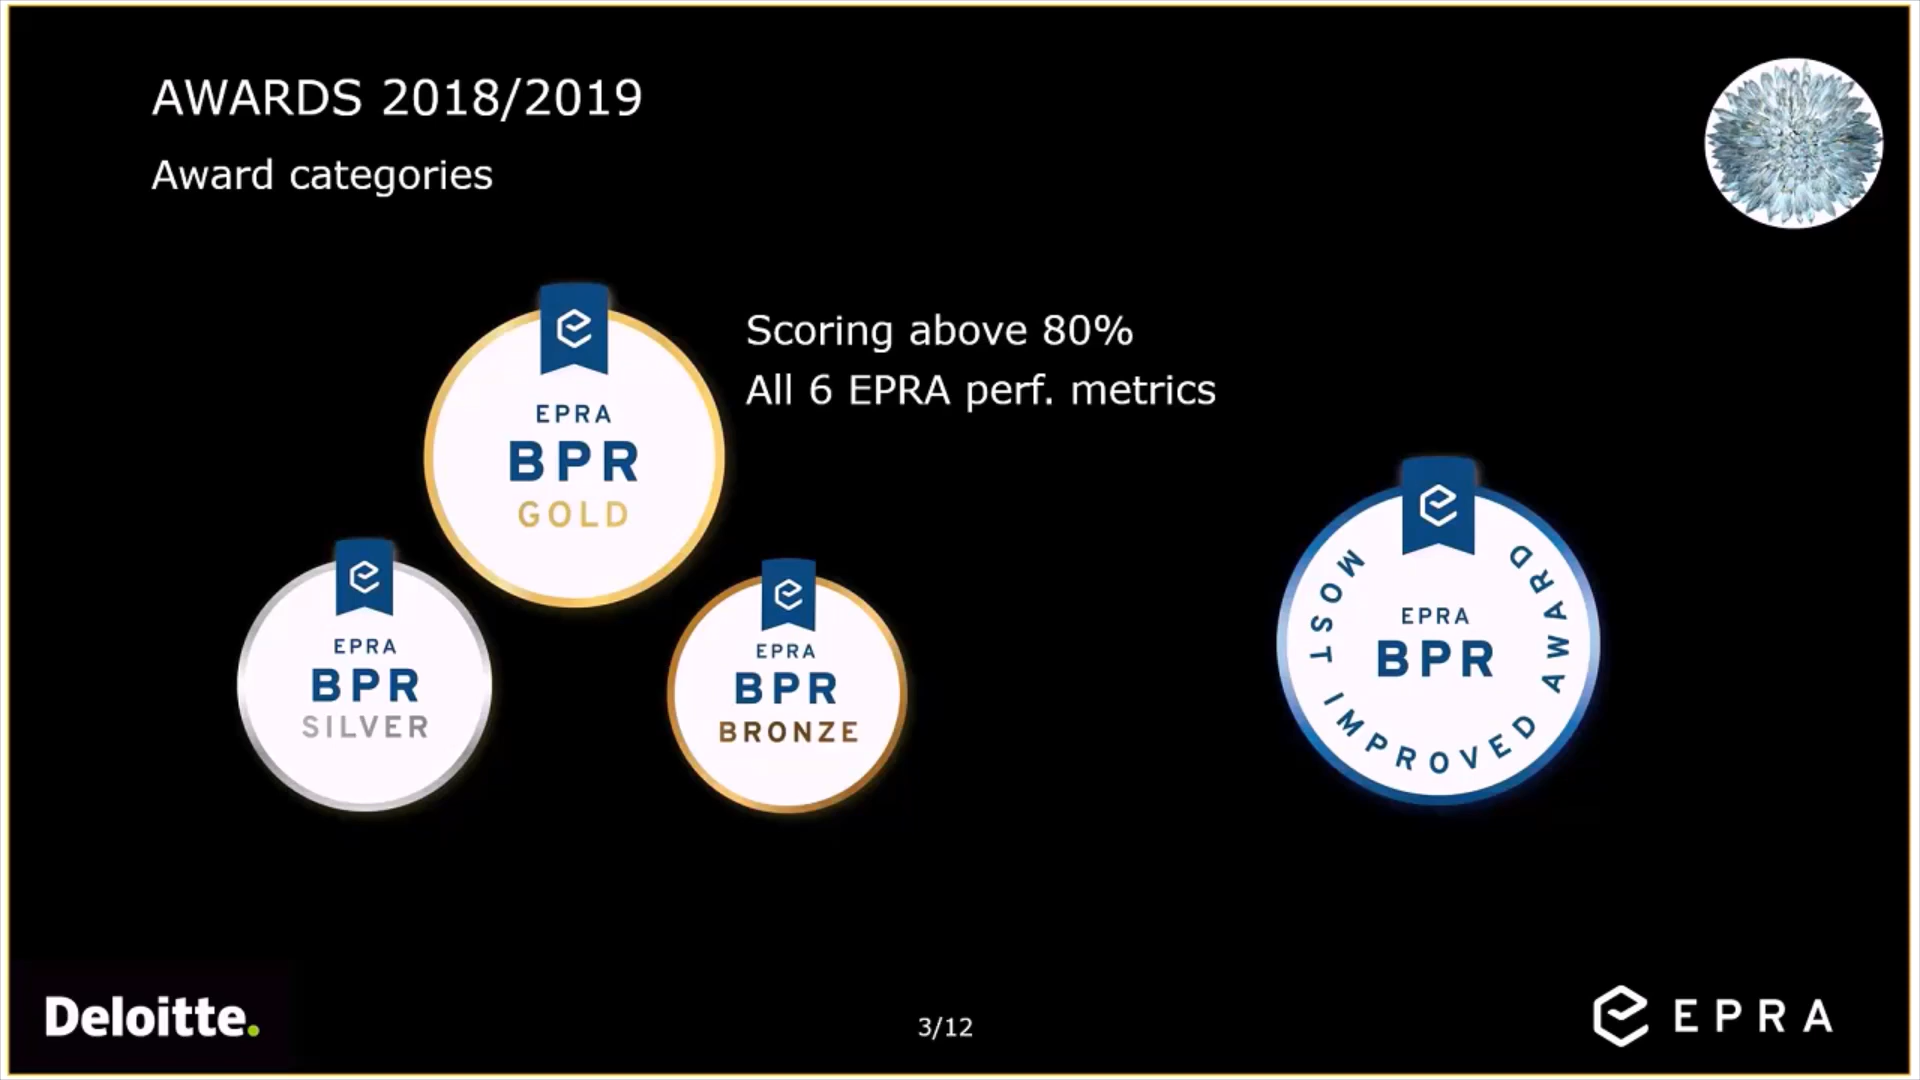 AWARDS 2018/2019
Award categories
Scoring above 80%
All 6 EPRA perf. metrics
EPRA
BPR
GOLD
EPRA
BPR
SILVER
EPRA
BPR
BRONZE
MOST IMPROVED AWARD
EPRA
BPR
Deloitte.
3/12
EPRA